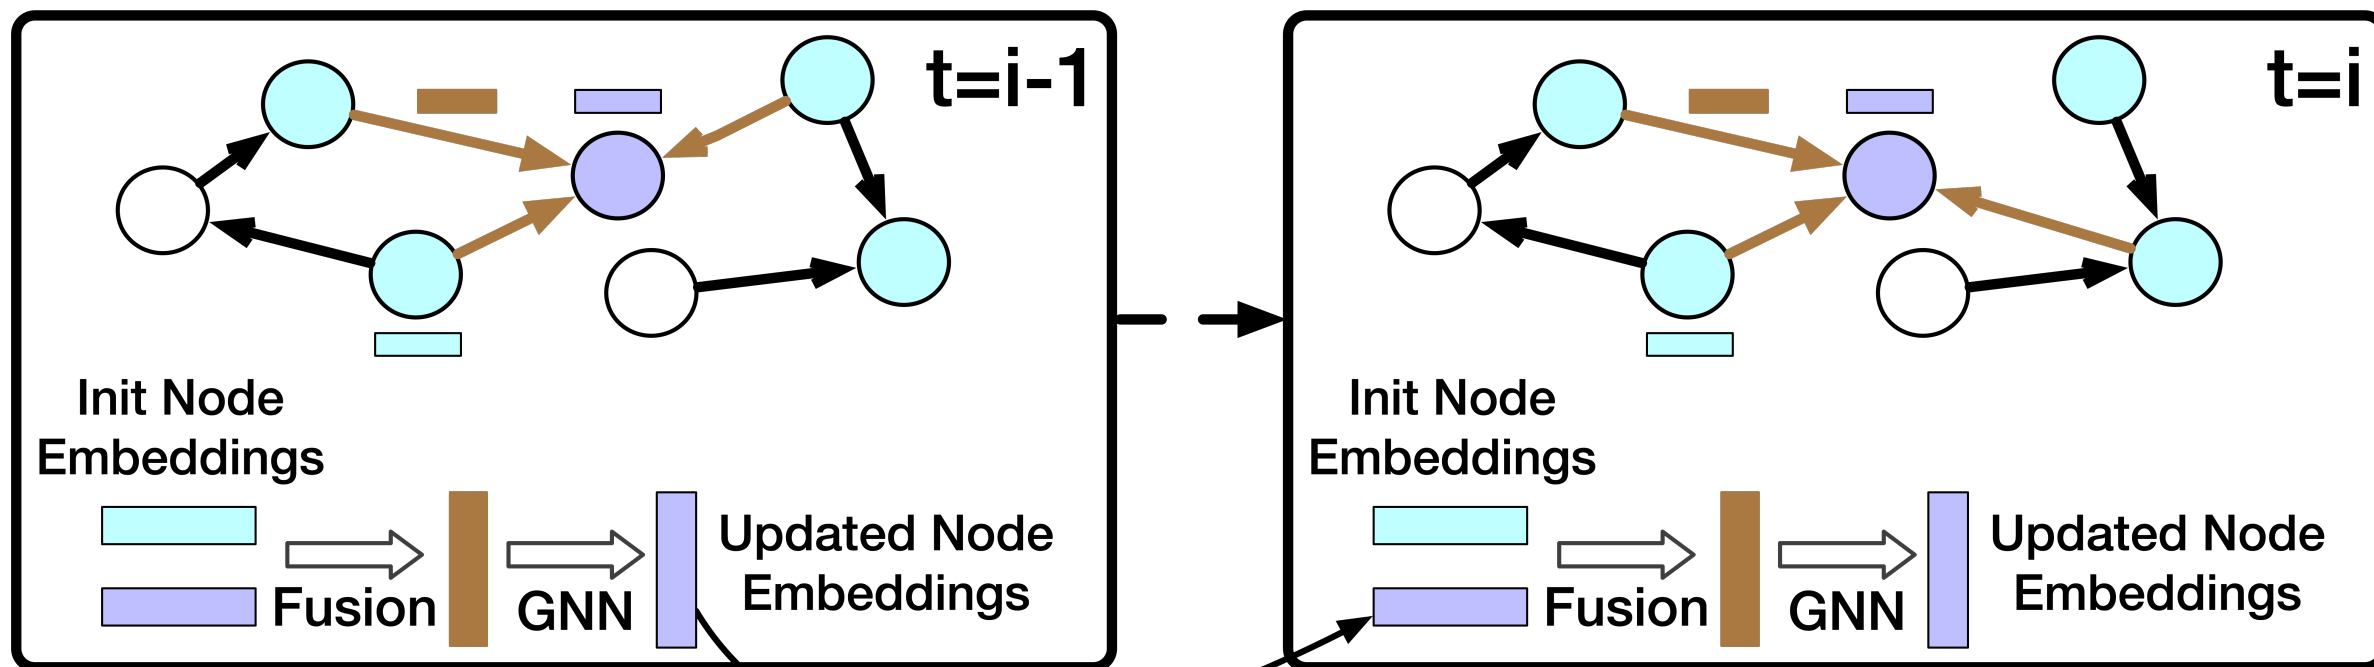 t=i-1
Init Node
Embeddings
Fusion
GNN
Updated Node
Embeddings
t=i
Init Node
Embeddings
Fusion
GNN
Updated Node
Embeddings